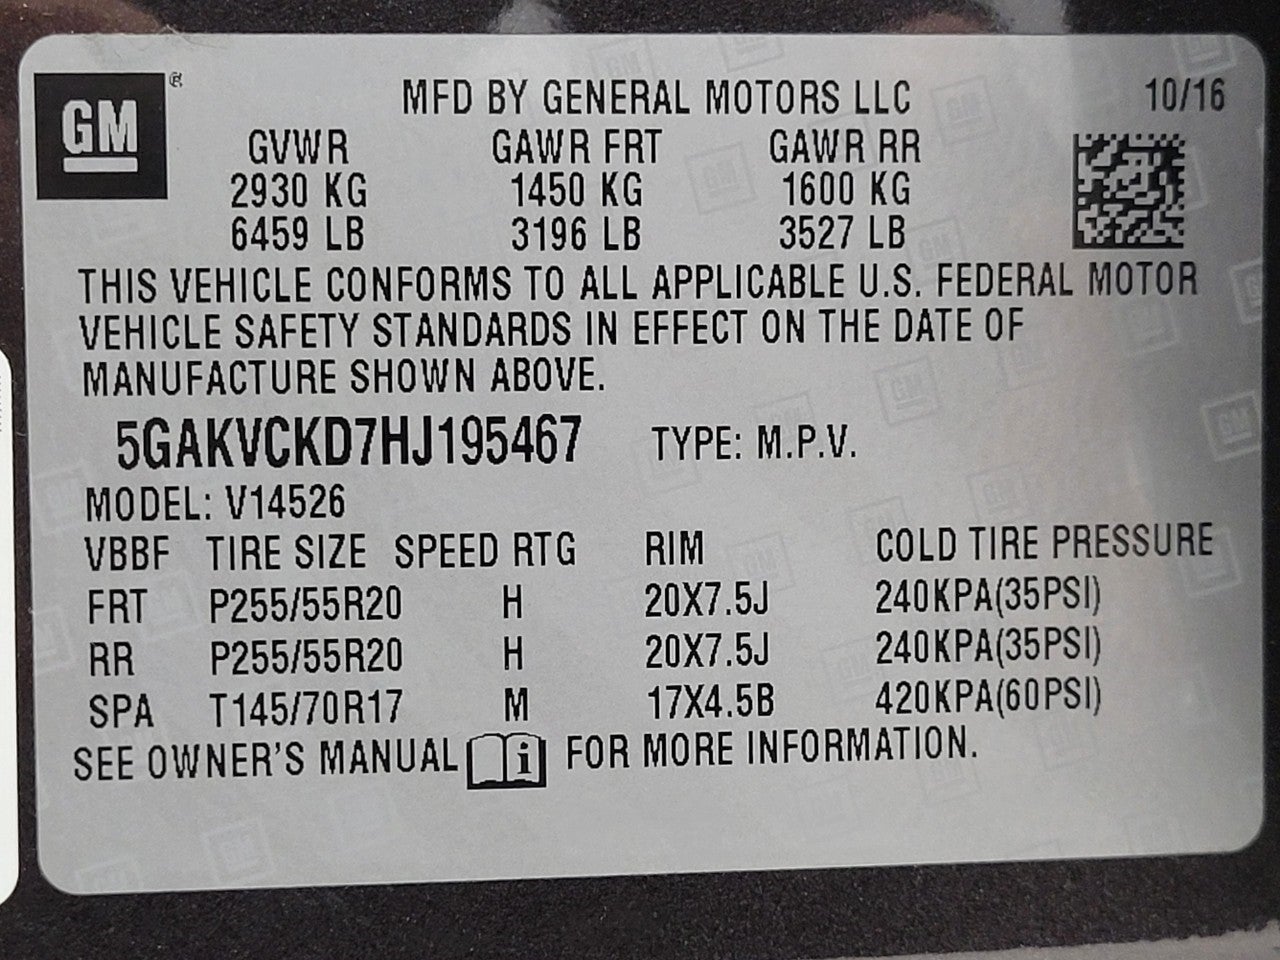 GM ® MFD BY GENERAL MOTORS LLC 10/16
GVWR GAWR FRT GAWR RR
2930 KG 1450 KG 1600 KG
6459 LB 3196 LB 3527 LB
THIS VEHICLE CONFORMS TO ALL APPLICABLE U.S. FEDERAL MOTOR
VEHICLE SAFETY STANDARDS IN EFFECT ON THE DATE OF
MANUFACTURE SHOWN ABOVE.
5GAKVCKD7HJ195467 TYPE: M.P.V.
MODEL: V14526
VBBF TIRE SIZE SPEED RTG RIM COLD TIRE PRESSURE
FRT P255/55R20 H 20X7.5J 240KPA(35PSI)
RR P255/55R20 H 20X7.5J 240KPA(35PSI)
SPA T145/70R17 M 17X4.5B 420KPA(60PSI)
SEE OWNER'S MANUAL i FOR MORE INFORMATION.